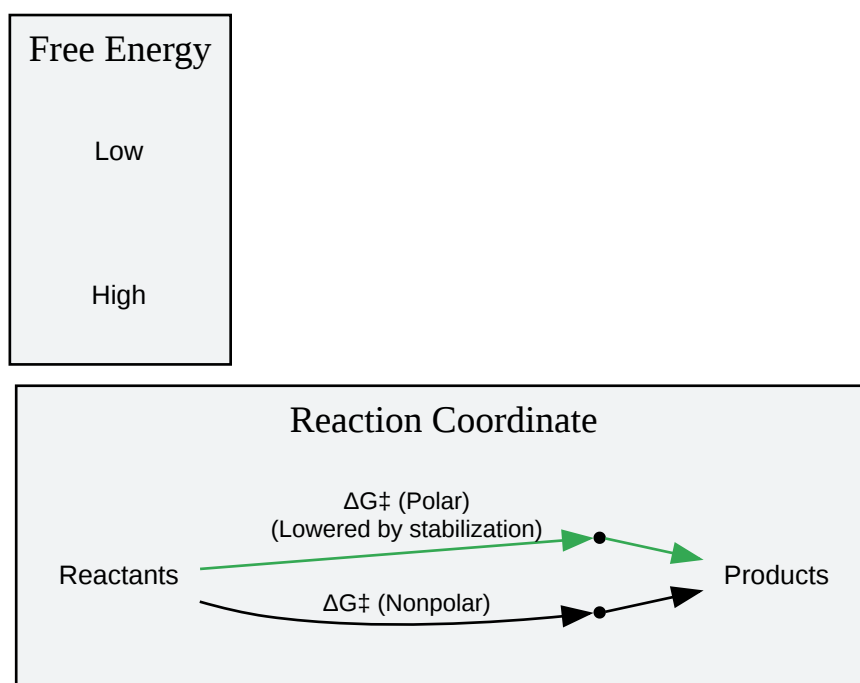 Free Energy
Low
High
Reaction Coordinate
ΔG‡ (Polar)
(Lowered by stabilization)
Reactants
Products
ΔG‡ (Nonpolar)